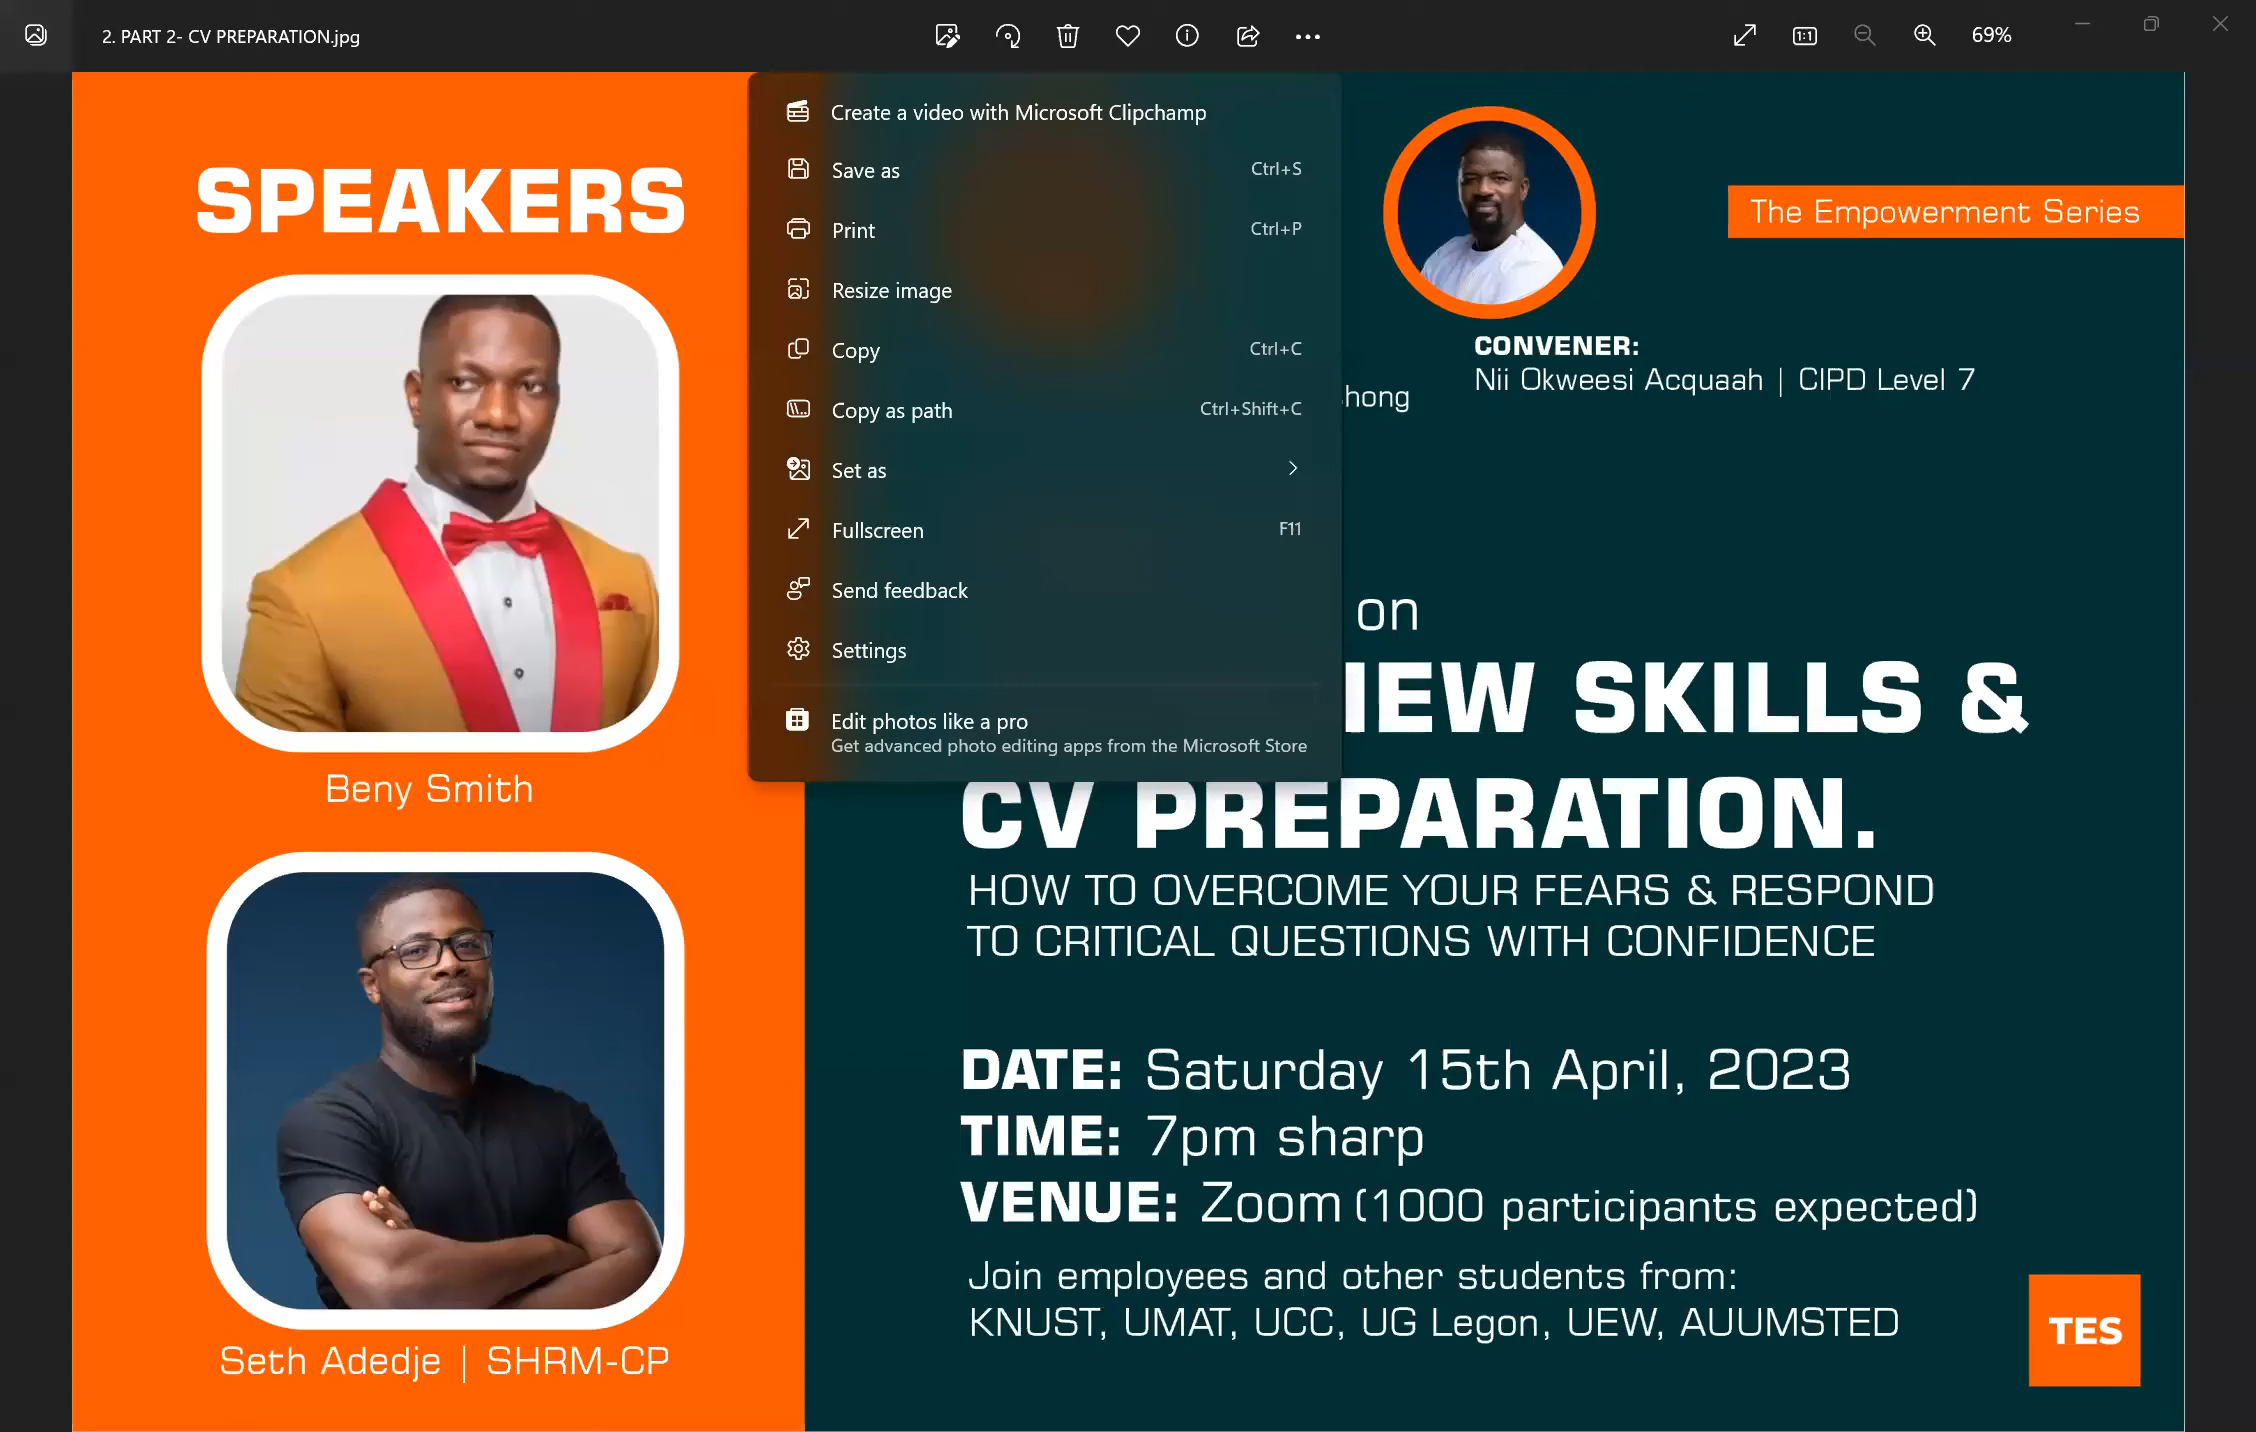 2. PART 2- CV PREPARATION.jpg
69%
Create a video with Microsoft Clipchamp
Save as Ctrl+S
Print Ctrl+P
Resize image
Copy Ctrl+C
Copy as path Ctrl+Shift+C
Set as
Fullscreen F11
Send feedback
Settings
Edit photos like a pro
Get advanced photo editing apps from the Microsoft Store
SPEAKERS
Beny Smith
Seth Adedje | SHRM-CP
The Empowerment Series
CONVENER:
Nii Okweesi Acquaah | CIPD Level 7
on
SKILLS &
CV PREPARATION.
HOW TO OVERCOME YOUR FEARS & RESPOND
TO CRITICAL QUESTIONS WITH CONFIDENCE
DATE: Saturday 15th April, 2023
TIME: 7pm sharp
VENUE: Zoom (1000 participants expected)
Join employees and other students from:
KNUST, UMAT, UCC, UG Legon, UEW, AUUMSTED
TES